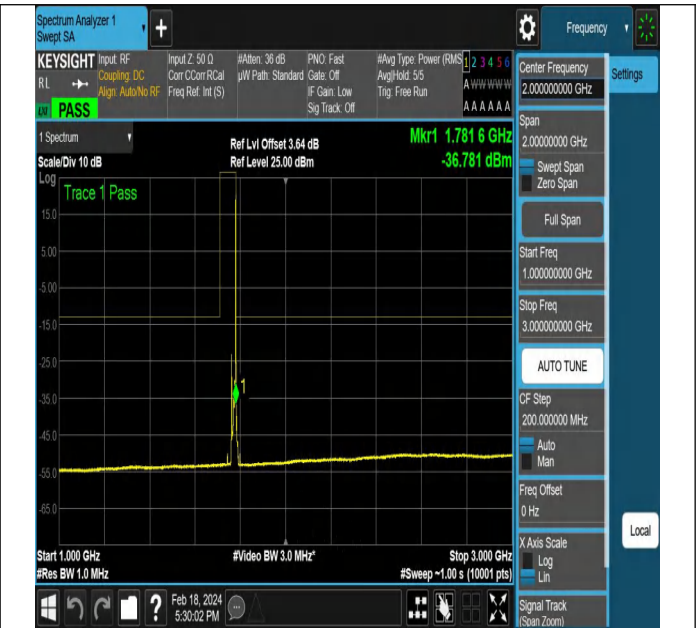 Spectrum Analyzer 1
Swept SA
Frequency
KEYSIGHT
RL
PASS
Input: RF
Coupling: DC
Align: Auto/No RF
Input Z: 50 Ω
Corr CCorr RCal
Freq Ref: Int (S)
#Atten: 36 dB
µW Path: Standard
PNO: Fast
Gate: Off
IF Gain: Low
Sig Track: Off
#Avg Type: Power (RMS
Avg|Hold: 5/5
Trig: Free Run
1 2 3 4 5 6
A W W W W W
A A A A A A
1 Spectrum
Scale/Div 10 dB
Ref Lvl Offset 3.64 dB
Ref Level 25.00 dBm
Mkr1 1.781 6 GHz
-36.781 dBm
Log
Trace 1 Pass
15.0
5.00
-5.00
-15.0
-25.0
1
-35.0
-45.0
-55.0
-65.0
Start 1.000 GHz
#Res BW 1.0 MHz
#Video BW 3.0 MHz*
Stop 3.000 GHz
#Sweep ~1.00 s (10001 pts)
Feb 18, 2024
5:30:02 PM
Center Frequency
2.000000000 GHz
Span
2.00000000 GHz
Swept Span
Zero Span
Full Span
Start Freq
1.000000000 GHz
Stop Freq
3.000000000 GHz
AUTO TUNE
CF Step
200.000000 MHz
Auto
Man
Freq Offset
0 Hz
X Axis Scale
Log
Lin
Signal Track
(Span Zoom)
Settings
Local